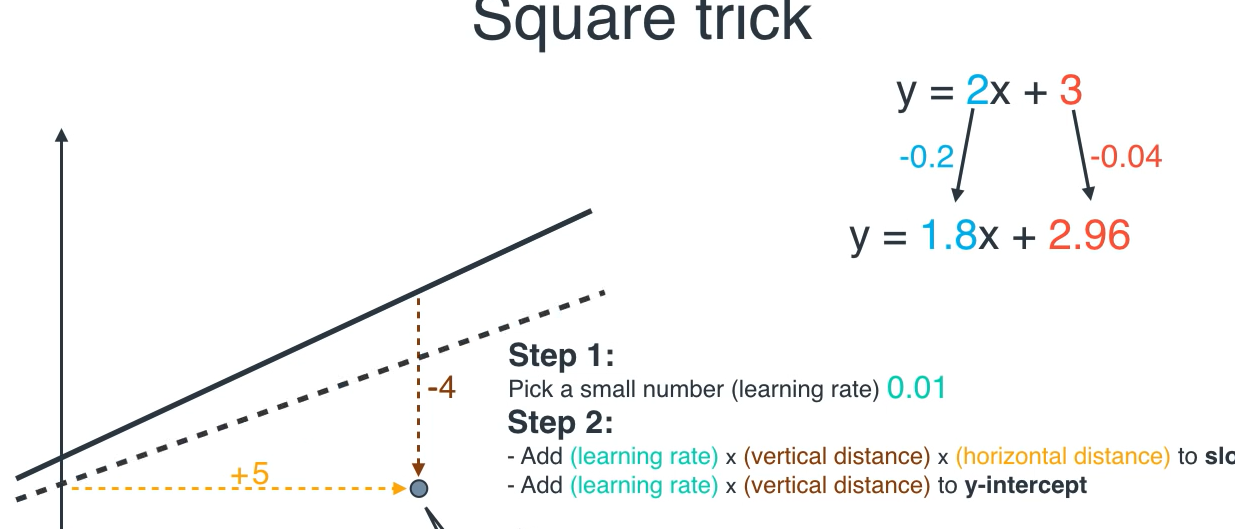 Square trick
y = 2x + 3
-0.2
-0.04
y = 1.8x + 2.96
Step 1:
Pick a small number (learning rate) 0.01
-4
Step 2:
- Add (learning rate) x (vertical distance) x (horizontal distance) to
+5
- Add (learning rate) x (vertical distance) to y-intercept